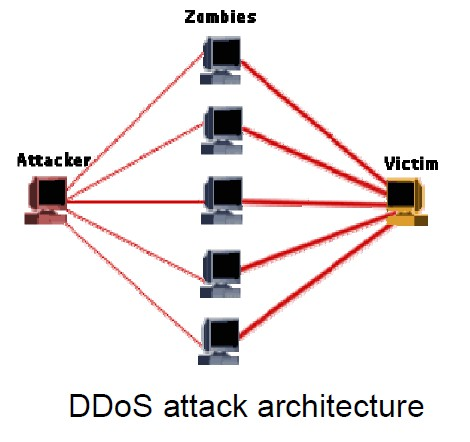 Zombies
Attacker
Victim
DDoS attack architecture